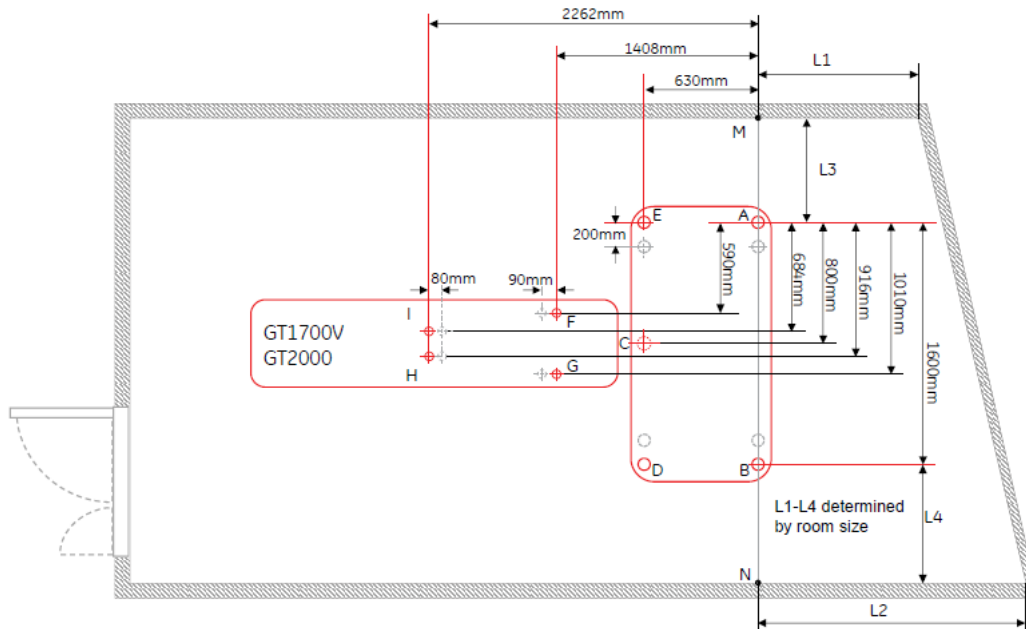 2262mm
1408mm
L1
630mm
M
L3
E
A
200mm
590mm
684mm
800mm
916mm
1010mm
1600mm
80mm
90mm
I
F
GT1700V
GT2000
C
H
G
D
B
L1-L4 determined
by room size
L4
N
L2